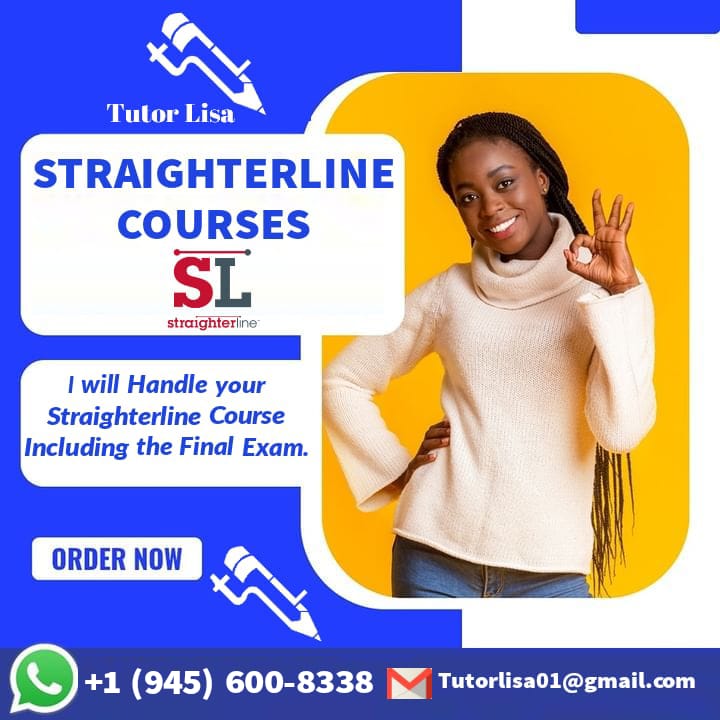 Tutor Lisa
STRAIGHTERLINE
COURSES
SL
straighterline
I will Handle your
Straighterline Course
Including the Final Exam.
ORDER NOW
+1 (945) 600-8338
Tutorlisa01@gmail.com